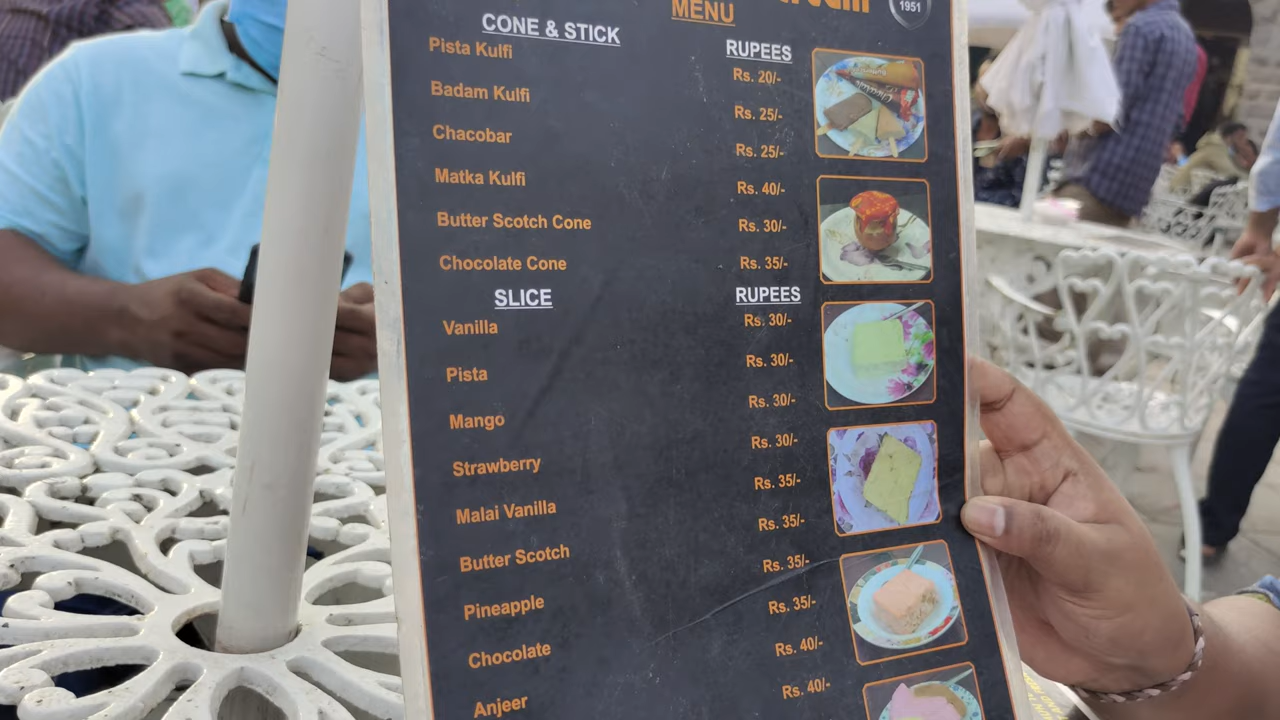 1951
MENU
CONE & STICK RUPEES
Pista Kulfi Rs. 20/-
Badam Kulfi Rs. 25/-
Chacobar Rs. 25/-
Matka Kulfi Rs. 40/-
Butter Scotch Cone Rs. 30/-
Chocolate Cone Rs. 35/-
SLICE RUPEES
Vanilla Rs. 30/-
Pista Rs. 30/-
Mango Rs. 30/-
Strawberry Rs. 30/-
Malai Vanilla Rs. 35/-
Butter Scotch Rs. 35/-
Pineapple Rs. 35/-
Chocolate Rs. 35/-
Anjeer Rs. 40/-
Rs. 40/-